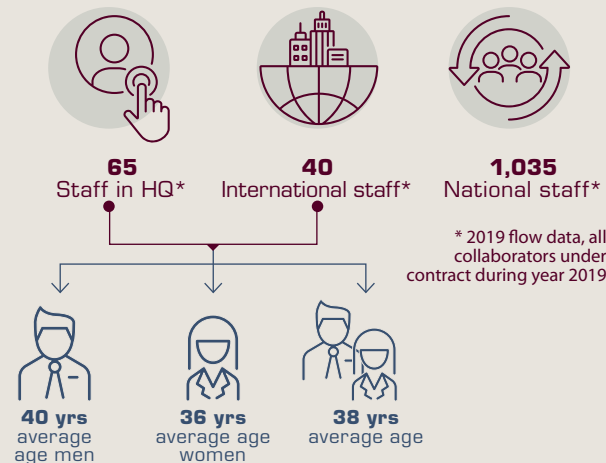 65
Staff in HQ*
40
International staff*
1,035
National staff*
* 2019 flow data, all
collaborators under
contract during year 2019
40 yrs
average
age men
36 yrs
average age
women
38 yrs
average age